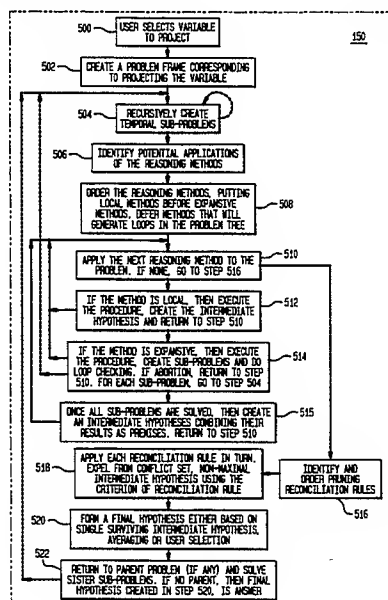 150
500
USER SELECTS VARIABLE
TO PROJECT
502
CREATE A PROBLEM FRAME CORRESPONDING
TO PROJECTING THE VARIABLE
504
RECURSIVELY CREATE
TEMPORAL SUB-PROBLEMS
506
IDENTIFY POTENTIAL APPLICATIONS
OF THE REASONING METHODS
ORDER THE REASONING METHODS, PUTTING
LOCAL METHODS BEFORE EXPANSIVE
METHODS, DEFER METHODS THAT WILL
GENERATE LOOPS IN THE PROBLEM TREE
508
APPLY THE NEXT REASONING METHOD TO THE
PROBLEM. IF NONE, GO TO STEP 516
510
IF THE METHOD IS LOCAL, THEN EXECUTE
THE PROCEDURE, CREATE THE INTERMEDIATE
HYPOTHESIS AND RETURN TO STEP 510
512
IF THE METHOD IS EXPANSIVE, THEN EXECUTE
THE PROCEDURE, CREATE SUB-PROBLEMS AND DO
LOOP CHECKING. IF ABORTION, RETURN TO STEP
510. FOR EACH SUB-PROBLEM, GO TO STEP 504
514
ONCE ALL SUB-PROBLEMS ARE SOLVED, THEN CREATE
AN INTERMEDIATE HYPOTHESES COMBINING THEIR
RESULTS AS PREMISES. RETURN TO STEP 510
515
518
APPLY EACH RECONCILIATION RULE IN TURN.
EXPEL FROM CONFLICT SET, NON-MAXIMAL
INTERMEDIATE HYPOTHESIS USING THE
CRITERION OF RECONCILIATION RULE
IDENTIFY AND
ORDER PRUNING
RECONCILIATION RULES
516
520
FORM A FINAL HYPOTHESIS EITHER BASED ON
SINGLE SURVIVING INTERMEDIATE HYPOTHESIS,
AVERAGING OR USER SELECTION
522
RETURN TO PARENT PROBLEM (IF ANY) AND SOLVE
SISTER SUB-PROBLEMS. IF NO PARENT, THEN FINAL
HYPOTHESIS CREATED IN STEP 520, IS ANSWER